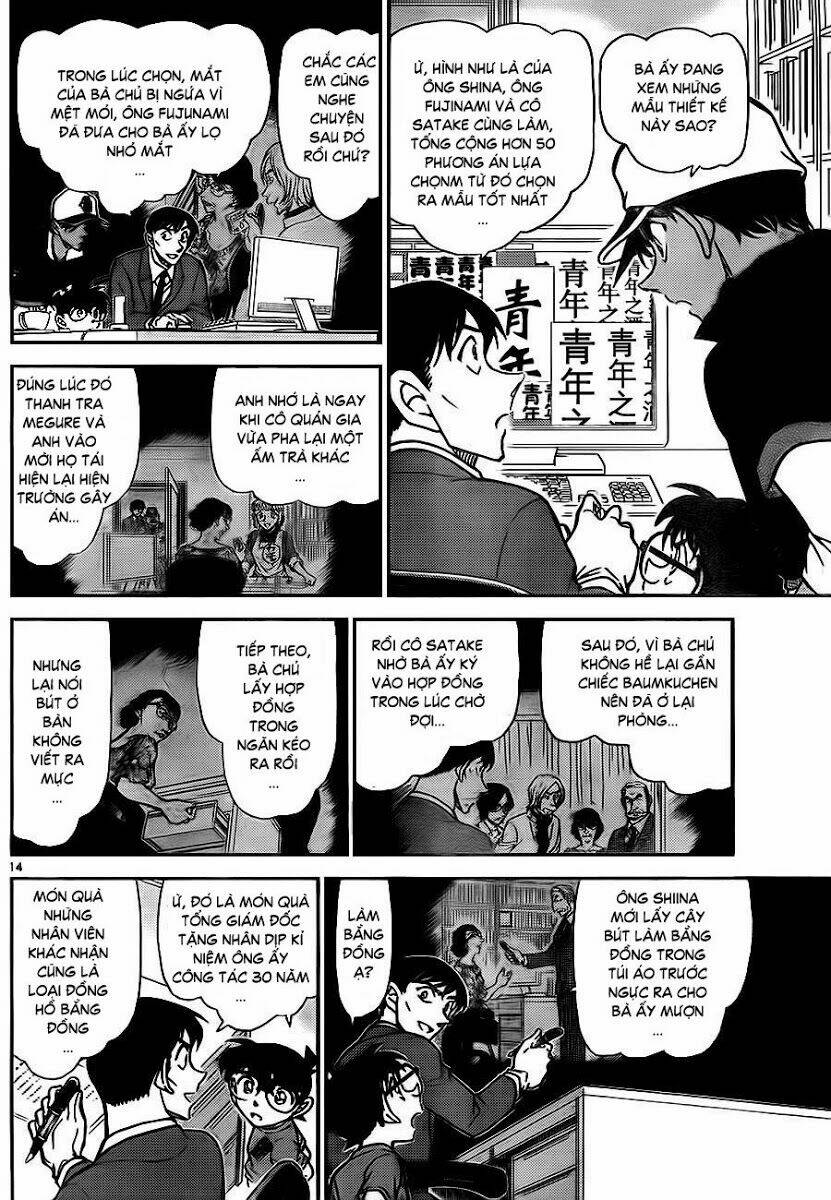 BÀ ẤY ĐANG
XEM NHỮNG
MẪU THIẾT KẾ
NÀY SAO?
Ừ, HÌNH NHƯ LÀ CỦA
ÔNG SHINA, ÔNG
FUJINAMI VÀ CÔ
SATAKE CÙNG LÀM,
TỔNG CỘNG HƠN 50
PHƯƠNG ÁN LỰA
CHỌNM TỪ ĐÓ CHỌN
RA MẪU TỐT NHẤT
...
青年
青年
青年之
青年之
青年
青年之
青年
CHẮC CÁC
EM CŨNG
NGHE
CHUYỆN
SAU ĐÓ
RỒI CHỨ?
TRONG LÚC CHỌN, MẮT
CỦA BÀ CHỦ BỊ NGỨA VÌ
MỆT MỎI, ÔNG FUJUNAMI
ĐÃ ĐƯA CHO BÀ ẤY LỌ
NHỎ MẮT
...
ANH NHỚ LÀ NGAY
KHI CÔ QUẢN GIA
VỪA PHA LẠI MỘT
ẤM TRÀ KHÁC
...
ĐÚNG LÚC ĐÓ
THANH TRA
MEGURE VÀ
ANH VÀO
MỜI HỌ TÁI
HIỆN LẠI HIỆN
TRƯỜNG GÂY
ÁN...
SAU ĐÓ, VÌ BÀ CHỦ
KHÔNG HỀ LẠI GẦN
CHIẾC BAUMKUCHEN
NÊN ĐÃ Ở LẠI
PHÒNG...
RỒI CÔ SATAKE
NHỜ BÀ ẤY KÝ
VÀO HỢP ĐỒNG
TRONG LÚC CHỜ
ĐỢI...
TIẾP THEO,
BÀ CHỦ
LẤY HỢP
ĐỒNG
TRONG
NGĂN KÉO
RA RỒI
...
NHƯNG
LẠI NÓI
BÚT Ở
BÀN
KHÔNG
VIẾT RA
MỰC
...
14
ÔNG SHIINA
MỚI LẤY CÂY
BÚT LÀM BẰNG
ĐỒNG TRONG
TÚI ÁO TRƯỚC
NGỰC RA CHO
BÀ ẤY MƯỢN
...
LÀM
BẰNG
ĐỒNG
Ạ?
Ừ, ĐÓ LÀ MÓN QUÀ
TỔNG GIÁM ĐỐC
TẶNG NHÂN DỊP KỈ
NIỆM ÔNG ẤY
CÔNG TÁC 30 NĂM
...
MÓN QUÀ
NHỮNG
NHÂN VIÊN
KHÁC NHẬN
CŨNG LÀ
LOẠI ĐỒNG
HỒ BẰNG
ĐỒNG
...